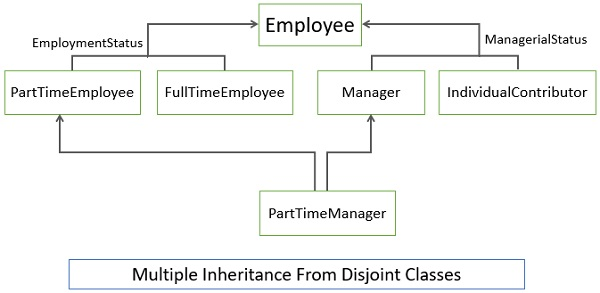 Employee
EmploymentStatus
ManagerialStatus
PartTimeEmployee
FullTimeEmployee
Manager
IndividualContributor
PartTimeManager
Multiple Inheritance From Disjoint Classes